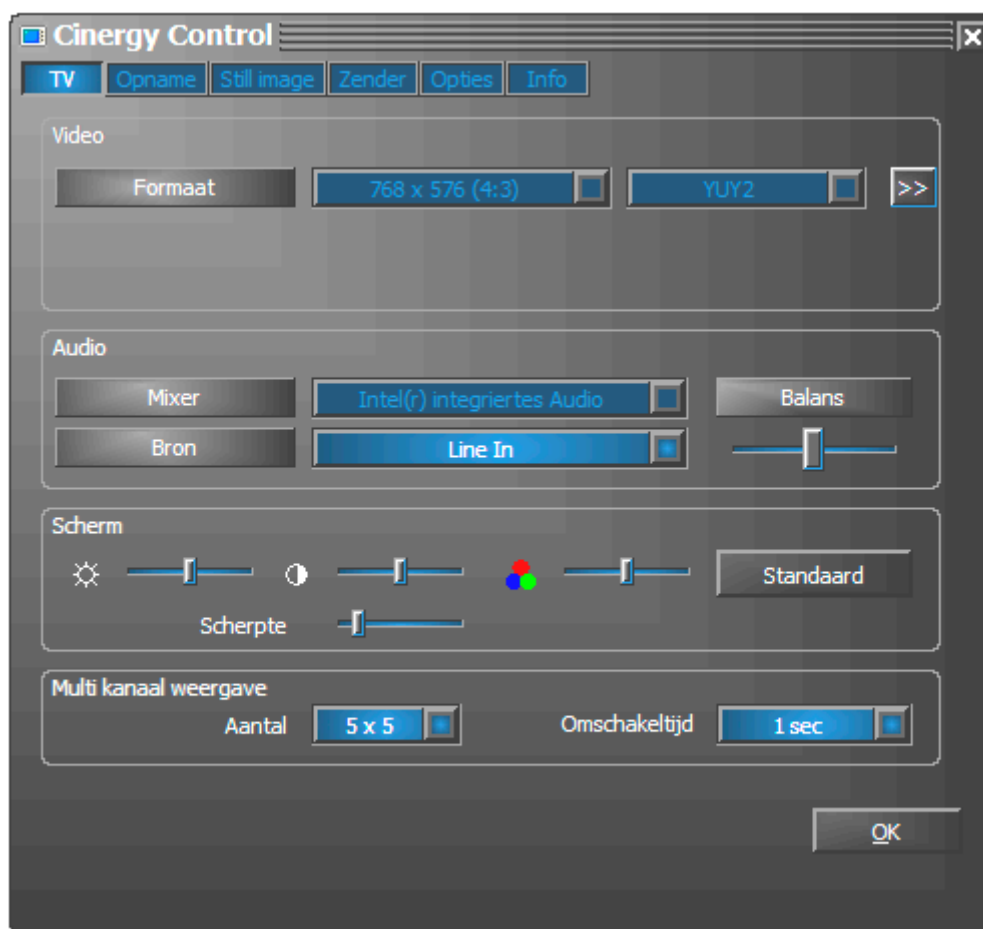 Cinergy Control
TV Opname Still image Zender Opties Info
Video
Formaat 768 x 576 (4:3) YUY2 >>
Audio
Mixer Intel(r) integriertes Audio Balans
Bron Line In
Scherm
Standaard
Scherpte
Multi kanaal weergave
Aantal 5 x 5 Omschakeltijd 1 sec
OK